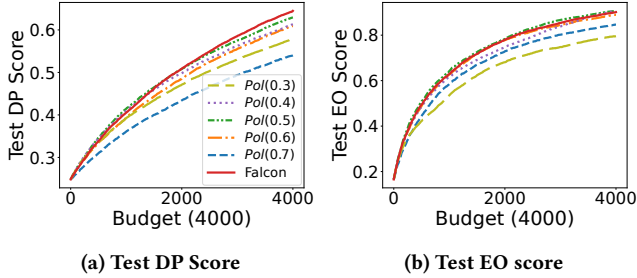 Test DP Score
0.6
0.5
0.4
0.3
Pol(0.3)
Pol(0.4)
Pol(0.5)
Pol(0.6)
Pol(0.7)
Falcon
0 2000 4000
Budget (4000)
(a) Test DP Score
Test EO Score
0.8
0.6
0.4
0.2
0 2000 4000
Budget (4000)
(b) Test EO score